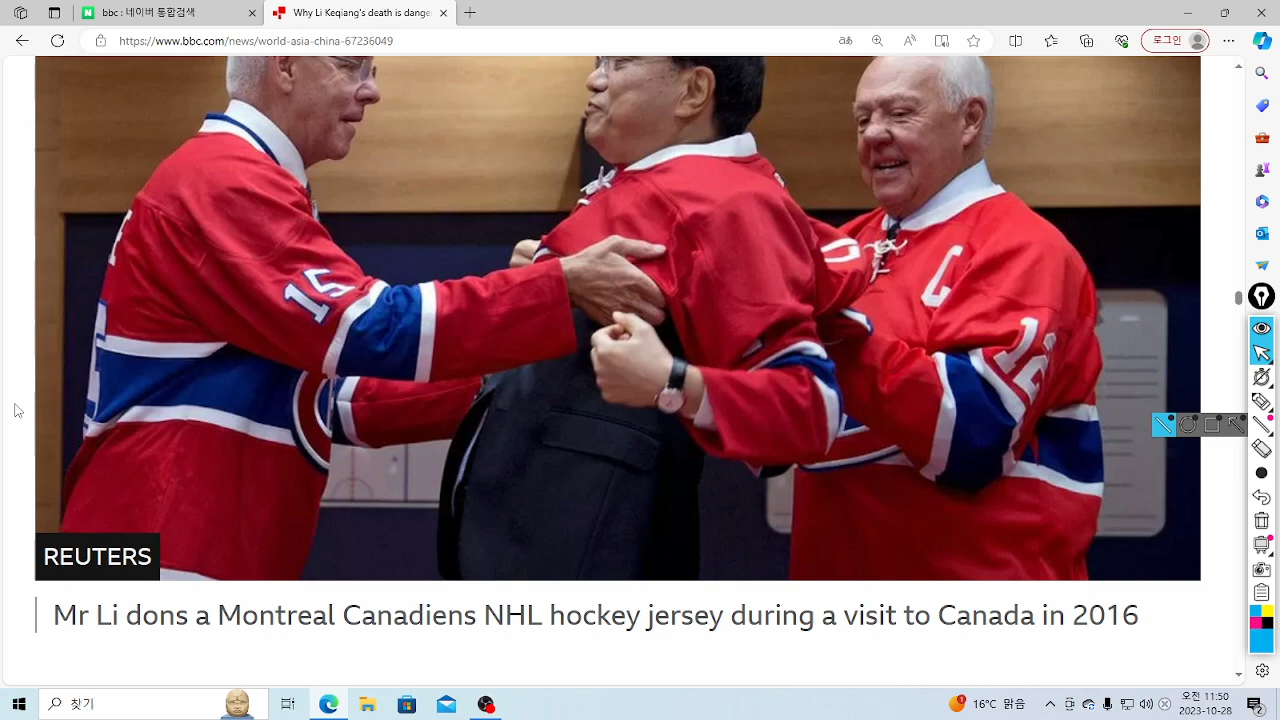 bbc : 네이버 통합검색
Why Li Keqiang's death is dange
https://www.bbc.com/news/world-asia-china-67236049
로그인
15
C
12
REUTERS
Mr Li dons a Montreal Canadiens NHL hockey jersey during a visit to Canada in 2016
찾기
16°C 맑음
오전 11:50
2023-10-28